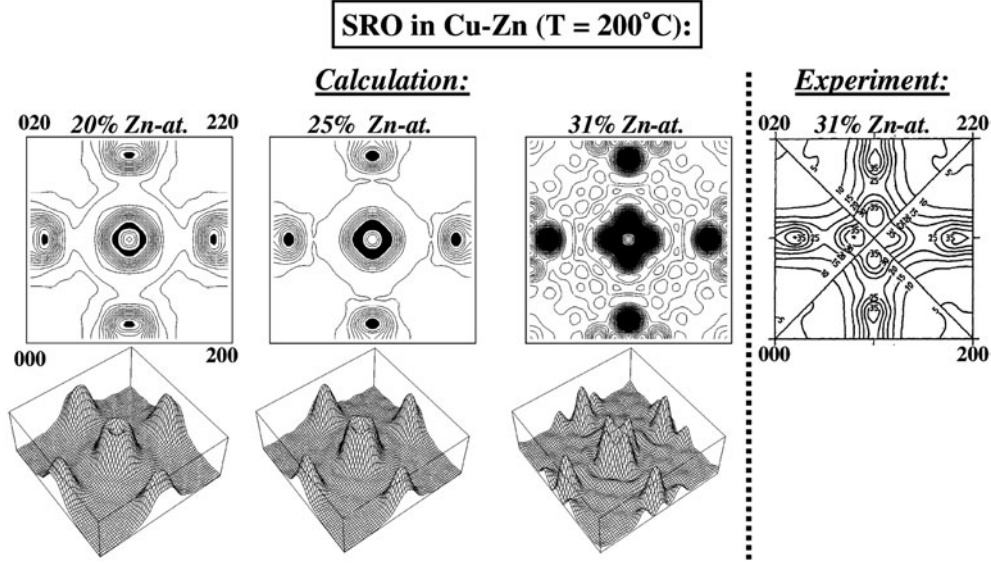 SRO in Cu-Zn (T = 200°C):
Calculation:
Experiment:
020 20% Zn-at. 220
25% Zn-at.
31% Zn-at.
020 31% Zn-at. 220
000 200
000 200